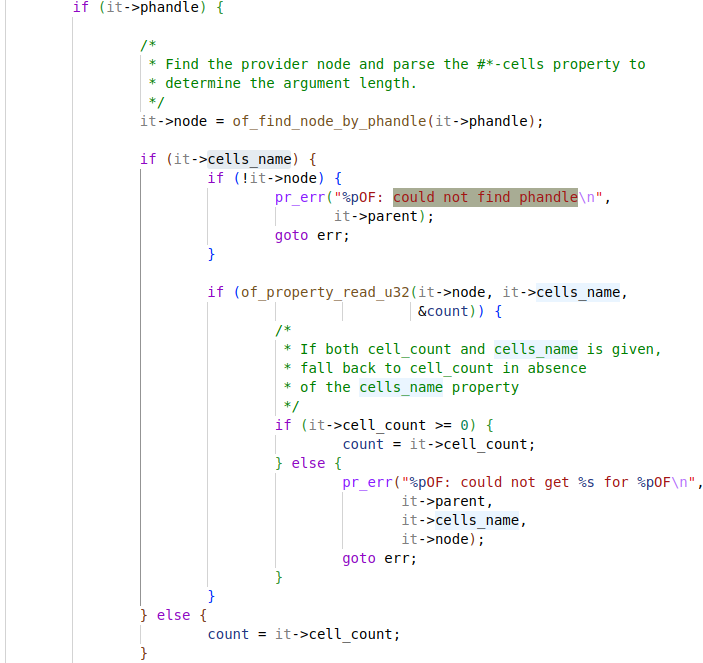 if (it->phandle) {
/*
* Find the provider node and parse the #*-cells property to
* determine the argument length.
*/
it->node = of_find_node_by_phandle(it->phandle);
if (it->cells_name) {
if (!it->node) {
pr_err("%pOF: could not find phandle\n",
it->parent);
goto err;
}
if (of_property_read_u32(it->node, it->cells_name,
&count)) {
/*
* If both cell_count and cells_name is given,
* fall back to cell_count in absence
* of the cells_name property
*/
if (it->cell_count >= 0) {
count = it->cell_count;
} else {
pr_err("%pOF: could not get %s for %pOF\n",
it->parent,
it->cells_name,
it->node);
goto err;
}
}
} else {
count = it->cell_count;
}